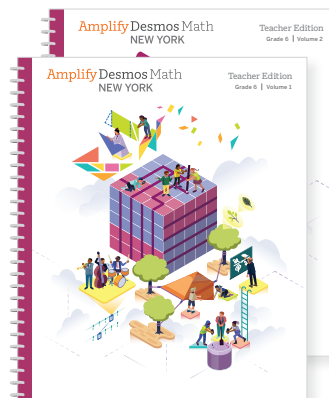 Amplify Desmos Math
NEW YORK
Teacher Edition
Grade 6 | Volume 2
Amplify Desmos Math
NEW YORK
Teacher Edition
Grade 6 | Volume 1